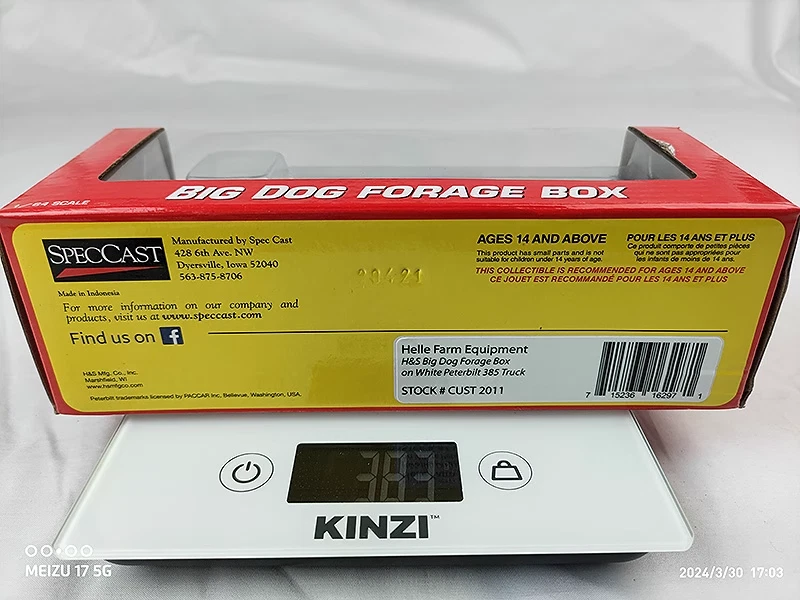 1/64 SCALE
BIG DOG FORAGE BOX
SPECCAST
Manufactured by Spec Cast
428 6th Ave. NW
Dyersville, Iowa 52040
563-875-8706
Made in Indonesia
For more information on our company and
products, visit us at www.speccast.com
Find us on f
H&S Mfg. Co., Inc.
Marshfield, WI
www.hsmfgco.com
Peterbilt trademarks licensed by PACCAR Inc, Bellevue, Washington, USA.
20421
AGES 14 AND ABOVE
This product has small parts and is not
suitable for children under 14 years of age.
POUR LES 14 ANS ET PLUS
Ce produit comporte de petites pièces
qui ne sont pas appropriées pour
les enfants de moins de 14 ans.
THIS COLLECTIBLE IS RECOMMENDED FOR AGES 14 AND ABOVE
CE JOUET EST RECOMMANDÉ POUR LES 14 ANS ET PLUS
Helle Farm Equipment
H&S Big Dog Forage Box
on White Peterbilt 385 Truck
STOCK # CUST 2011
7 15236 16297 1
383
KINZI™
MEIZU 17 5G
2024/3/30 17:03